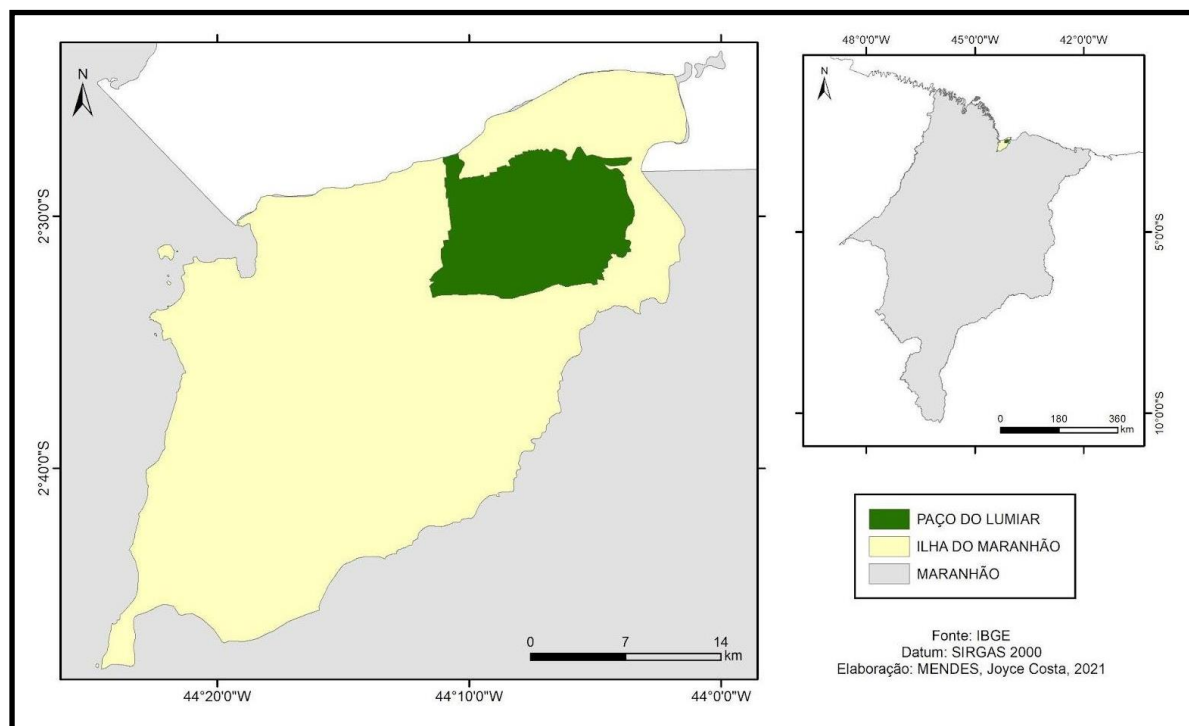 N
2°30'0"S
2°40'0"S
44°20'0"W
44°10'0"W
44°0'0"W
0
7
14
km
48°0'0"W
45°0'0"W
42°0'0"W
N
5°0'0"S
10°0'0"S
0
180
360
km
PAÇO DO LUMIAR
ILHA DO MARANHÃO
MARANHÃO
Fonte: IBGE
Datum: SIRGAS 2000
Elaboração: MENDES, Joyce Costa, 2021